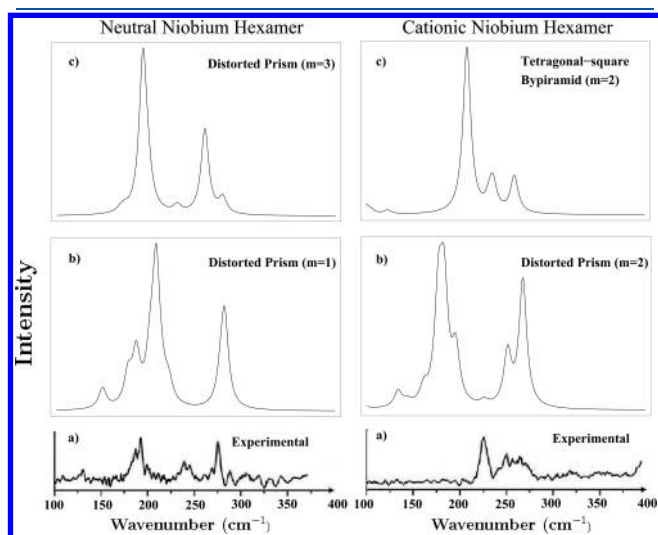 Neutral Niobium Hexamer
Cationic Niobium Hexamer
c)
Distorted Prism (m=3)
c)
Tetragonal-square
Bypiramid (m=2)
b)
Distorted Prism (m=1)
b)
Distorted Prism (m=2)
Intensity
a)
Experimental
a)
Experimental
100 150 200 250 300 350 400
100 150 200 250 300 350 400
Wavenumber (cm⁻¹)
Wavenumber (cm⁻¹)